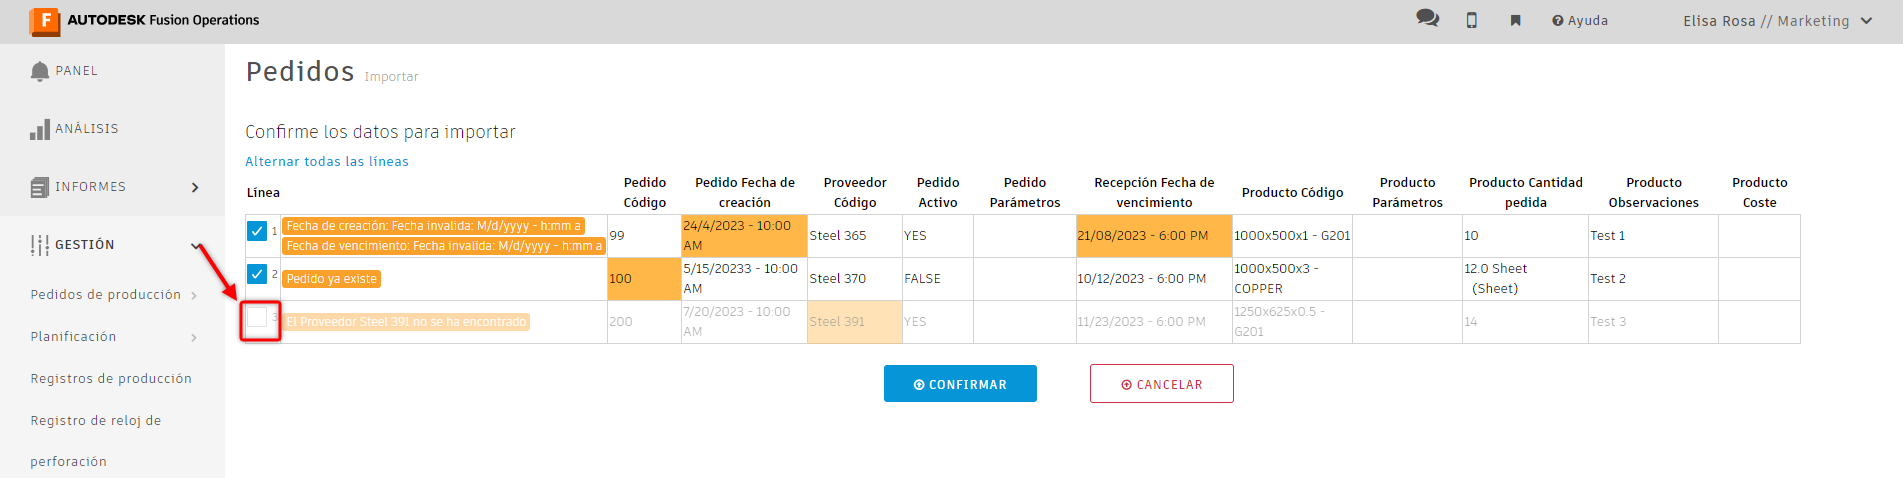 F AUTODESK Fusion Operations
Ayuda
Elisa Rosa // Marketing
PANEL
ANÁLISIS
INFORMES
GESTIÓN
Pedidos de producción
Planificación
Registros de producción
Registro de reloj de
perforación
Pedidos Importar
Confirme los datos para importar
Alternar todas las líneas
Línea
Pedido
Código
Pedido Fecha de
creación
Proveedor
Código
Pedido
Activo
Pedido
Parámetros
Recepción Fecha de
vencimiento
Producto Código
Producto
Parámetros
Producto Cantidad
pedida
Producto
Observaciones
Producto
Coste
1
Fecha de creación: Fecha invalida: M/d/yyyy - h:mm a
Fecha de vencimiento: Fecha invalida: M/d/yyyy - h:mm a
99
24/4/2023 - 10:00
AM
Steel 365
YES
21/08/2023 - 6:00 PM
1000x500x1 - G201
10
Test 1
2
Pedido ya existe
100
5/15/20233 - 10:00
AM
Steel 370
FALSE
10/12/2023 - 6:00 PM
1000x500x3 -
COPPER
12.0 Sheet
(Sheet)
Test 2
3
El Proveedor Steel 391 no se ha encontrado
200
7/20/2023 - 10:00
AM
Steel 391
YES
11/23/2023 - 6:00 PM
1250x625x0.5 -
G201
14
Test 3
CONFIRMAR
CANCELAR